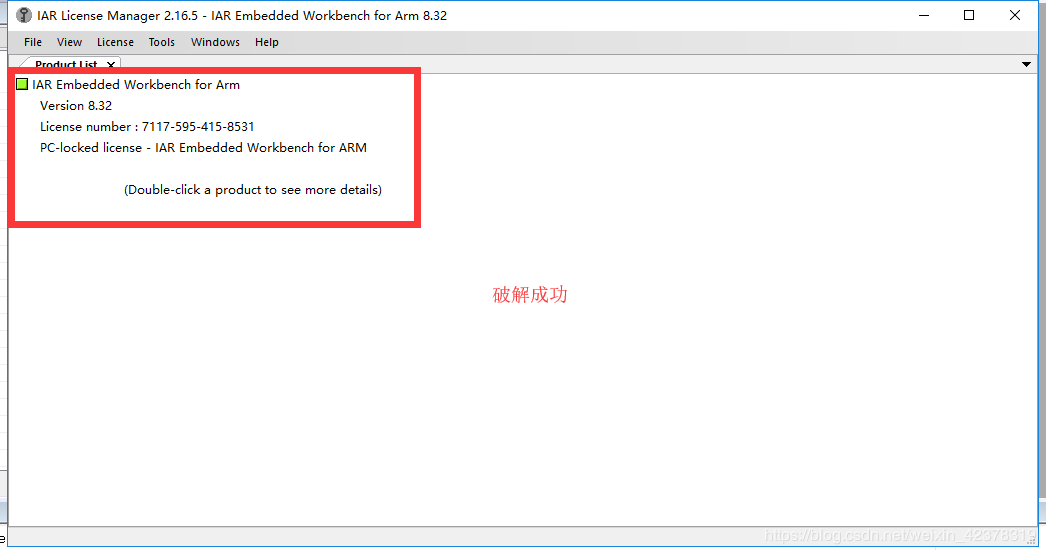 IAR License Manager 2.16.5 - IAR Embedded Workbench for Arm 8.32
File View License Tools Windows Help
Product List
IAR Embedded Workbench for Arm
Version 8.32
License number : 7117-595-415-8531
PC-locked license - IAR Embedded Workbench for ARM
(Double-click a product to see more details)
破解成功
https://blog.csdn.net/weixin_42378319